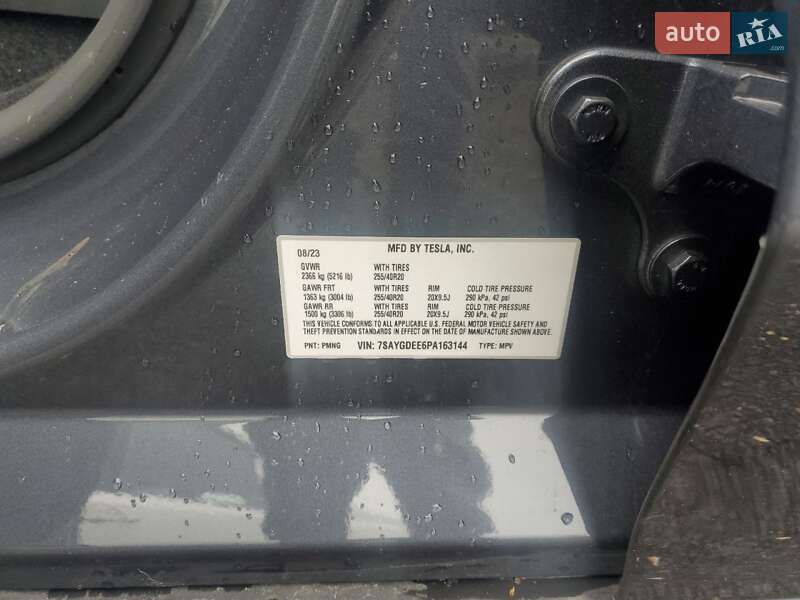 auto RIA .com
08/23 MFD BY TESLA, INC.
GVWR WITH TIRES
2366 kg (5216 lb) 255/40R20
GAWR FRT WITH TIRES RIM COLD TIRE PRESSURE
1363 kg (3004 lb) 255/40R20 20X9.5J 290 kPa, 42 psi
GAWR RR WITH TIRES RIM COLD TIRE PRESSURE
1500 kg (3306 lb) 255/40R20 20X9.5J 290 kPa, 42 psi
THIS VEHICLE CONFORMS TO ALL APPLICABLE U.S. FEDERAL MOTOR VEHICLE SAFETY AND
THEFT PREVENTION STANDARDS IN EFFECT ON THE DATE OF MANUFACTURE SHOWN ABOVE.
PNT: PMNG VIN: 7SAYGDEE6PA163144 TYPE: MPV